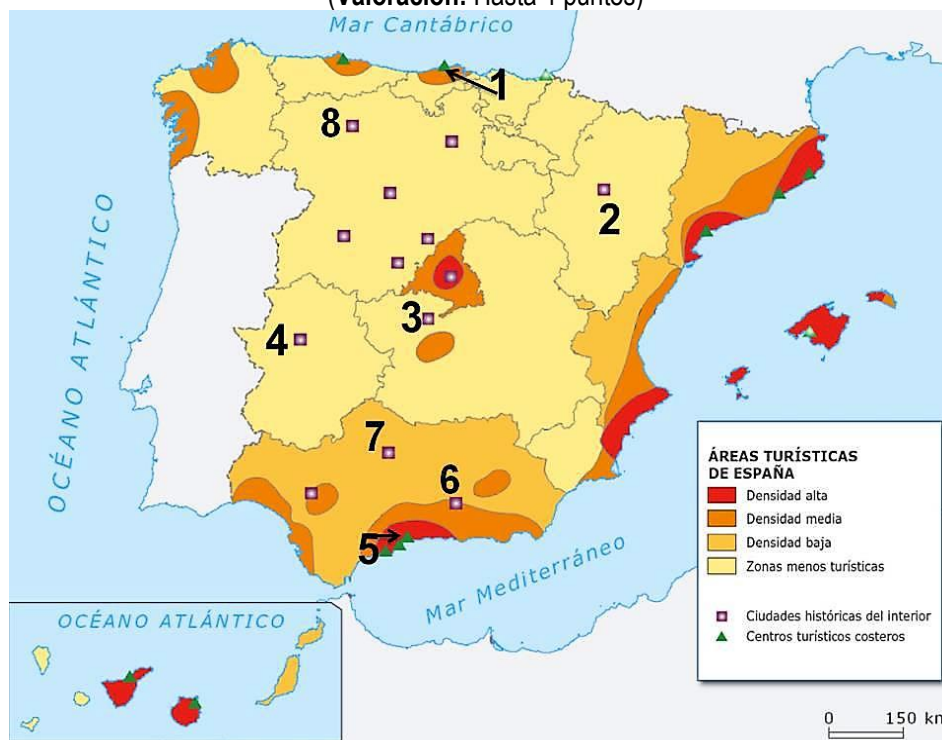 (Valoración: Hasta 4 puntos)
Mar Cantábrico
1
8
2
OCÉANO ATLÁNTICO
3
4
7
6
5
Mar Mediterráneo
ÁREAS TURÍSTICAS
DE ESPAÑA
Densidad alta
Densidad media
Densidad baja
Zonas menos turísticas
Ciudades históricas del interior
Centros turísticos costeros
OCÉANO ATLÁNTICO
0 150 km